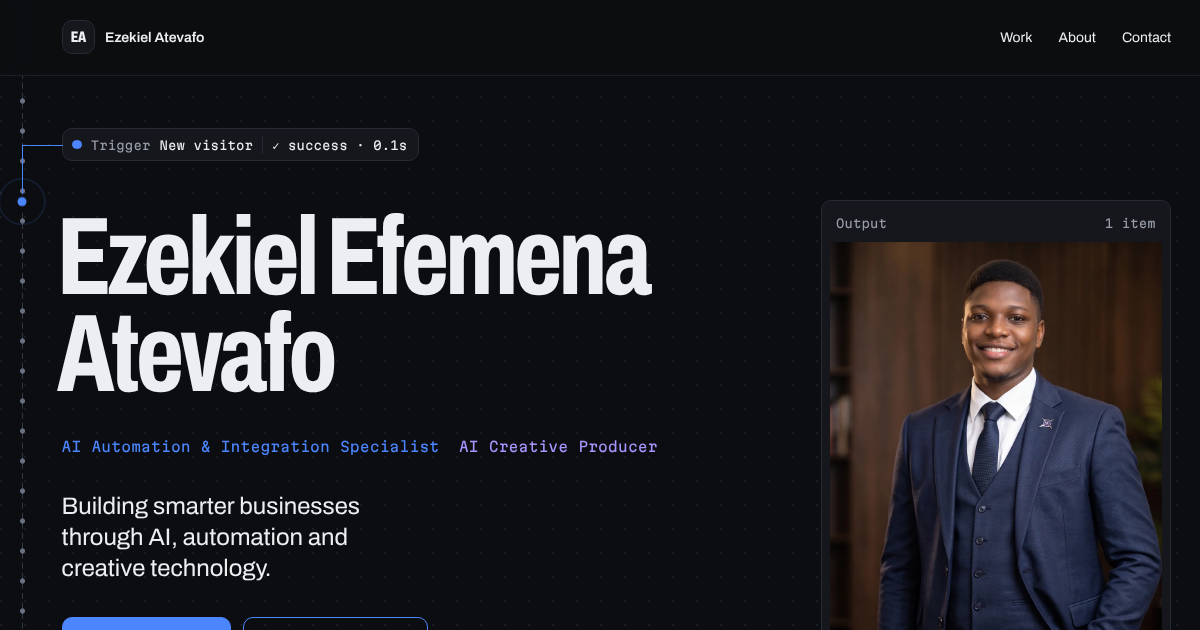 EA
Ezekiel Atevafo
Work
About
Contact
Trigger New visitor ✓ success · 0.1s
Ezekiel Efemena
Atevafo
Output
1 item
AI Automation & Integration Specialist AI Creative Producer
Building smarter businesses
through AI, automation and
creative technology.